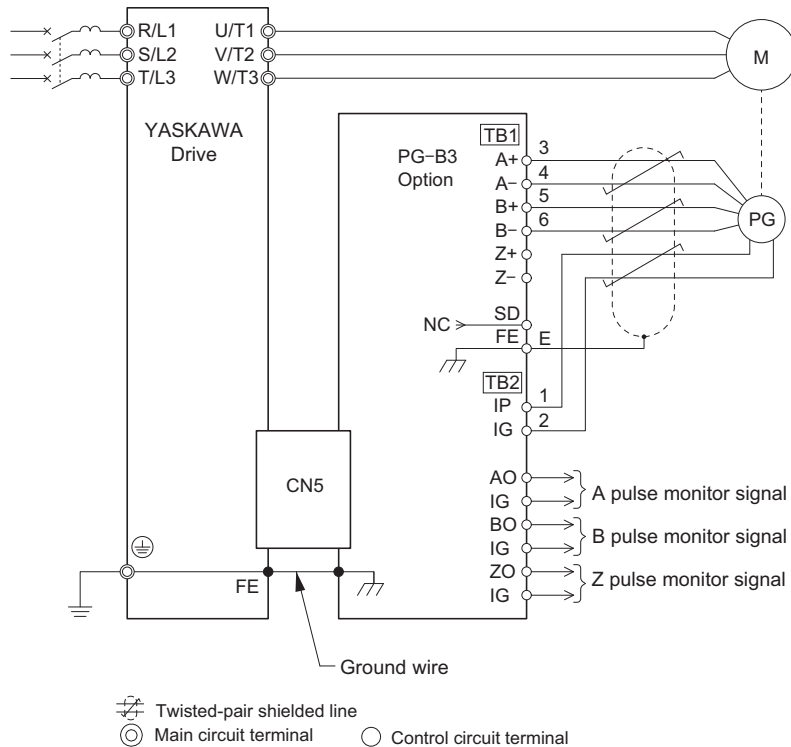 R/L1 U/T1
S/L2 V/T2
T/L3 W/T3
M
YASKAWA
Drive
PG−B3
Option
TB1
A+ 3
A− 4
B+ 5
B− 6
Z+
Z−
PG
NC SD
FE E
TB2
IP 1
IG 2
CN5
AO
IG
A pulse monitor signal
BO
IG
B pulse monitor signal
ZO
IG
Z pulse monitor signal
FE
Ground wire
Twisted-pair shielded line
Main circuit terminal
Control circuit terminal